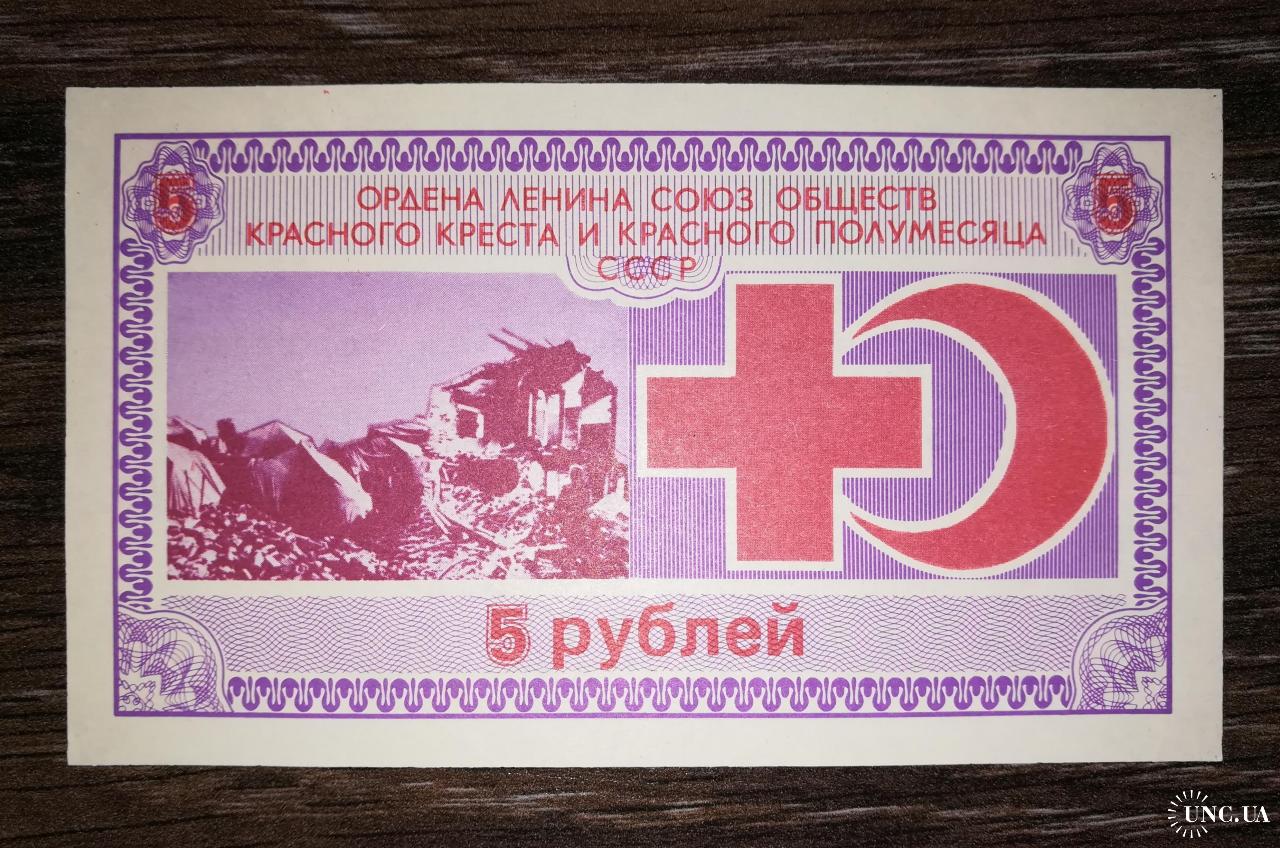 5
5
ОРДЕНА ЛЕНИНА СОЮЗ ОБЩЕСТВ
КРАСНОГО КРЕСТА И КРАСНОГО ПОЛУМЕСЯЦА
СССР
5 рублей
UNC.UA